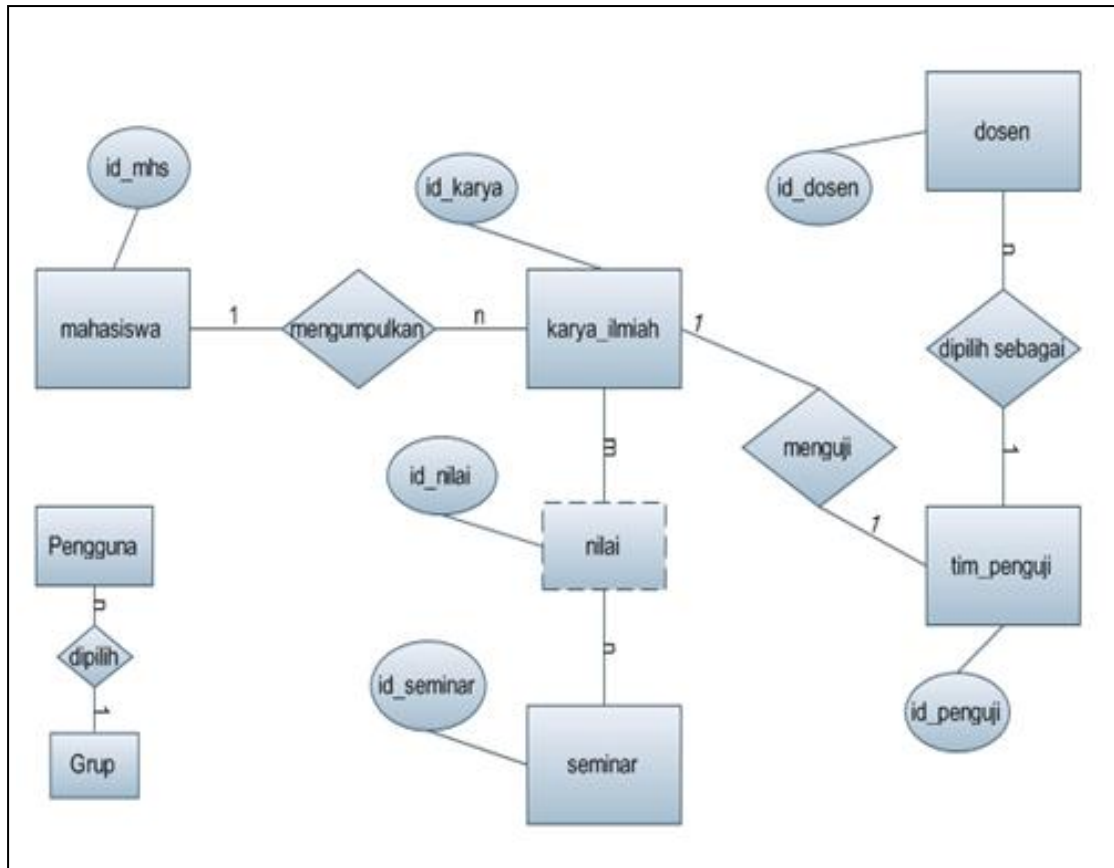 dosen
id_mhs
id_karya
id_dosen
n
mahasiswa
1
mengumpulkan
n
karya_ilmiah
1
dipilih sebagai
m
menguji
1
id_nilai
1
Pengguna
nilai
tim_penguji
n
dipilih
n
id_seminar
1
id_penguji
Grup
seminar